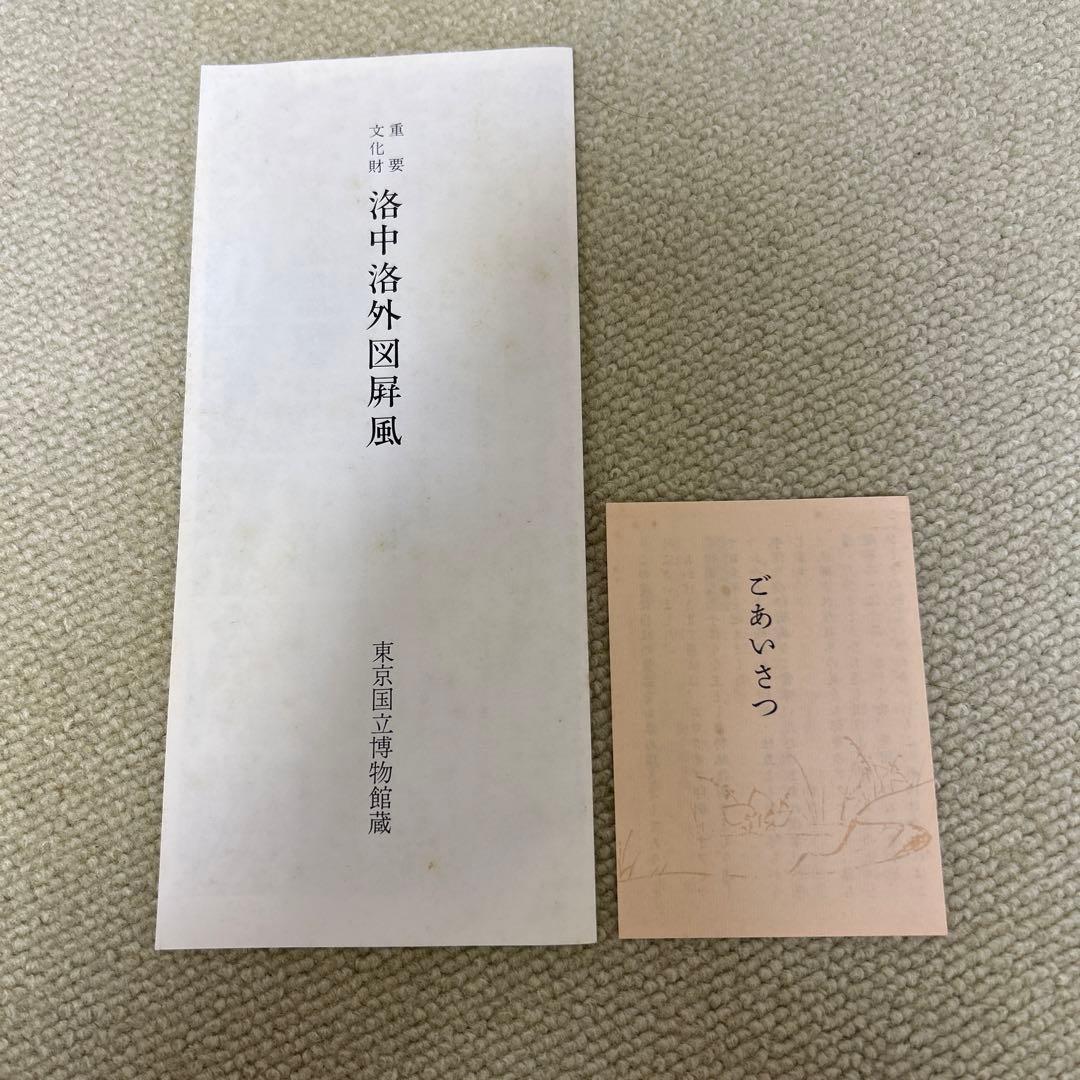 重要
文化財
洛中洛外図屏風
東京国立博物館蔵
ごあいさつ